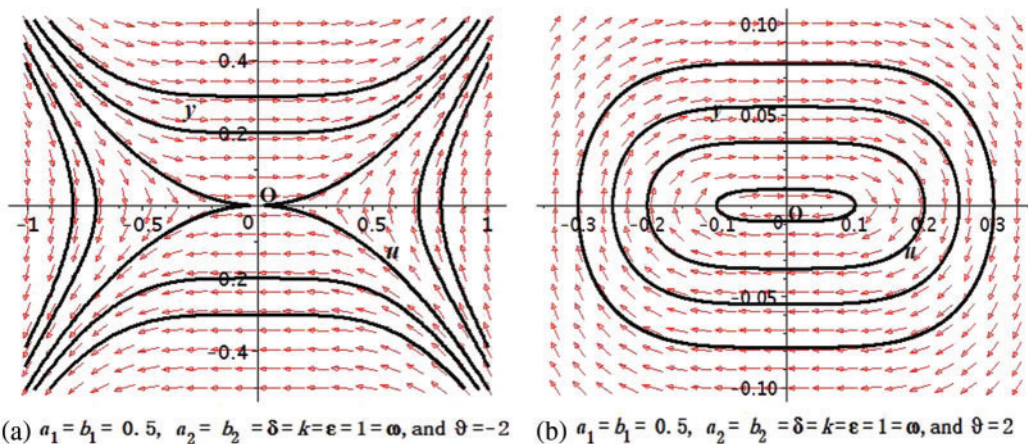 0.4
y
0.2
O
-1
-0.5
0
0.5
1
u
-0.2
-0.4
0.10
0.05
y
O
-0.3
-0.2
-0.1
0
0.1
0.2
0.3
u
-0.05
-0.10
(a) a₁ = b₁ = 0.5, a₂ = b₂ = δ = k = ε = 1 = ω, and ϑ = -2
(b) a₁ = b₁ = 0.5, a₂ = b₂ = δ = k = ε = 1 = ω, and ϑ = 2